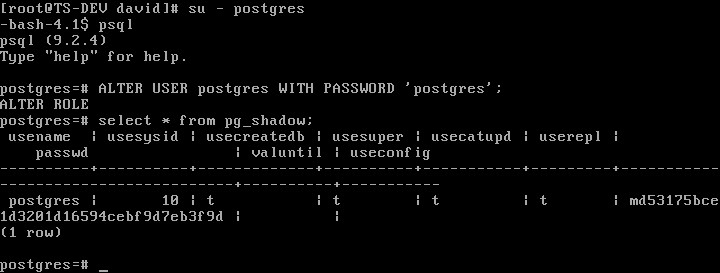 [root@TS-DEV david]# su - postgres
-bash-4.1$ psql
psql (9.2.4)
Type "help" for help.

postgres=# ALTER USER postgres WITH PASSWORD 'postgres';
ALTER ROLE
postgres=# select * from pg_shadow;
 usename  | usesysid | usecreatedb | usesuper | usecatupd | userepl |
    passwd                | valuntil | useconfig
----------+----------+-------------+----------+-----------+---------+-----------
--------------------------+----------+-----------
 postgres |       10 | t           | t        | t         | t       | md53175bce
1d3201d16594cebf9d7eb3f9d |          |
(1 row)

postgres=# _